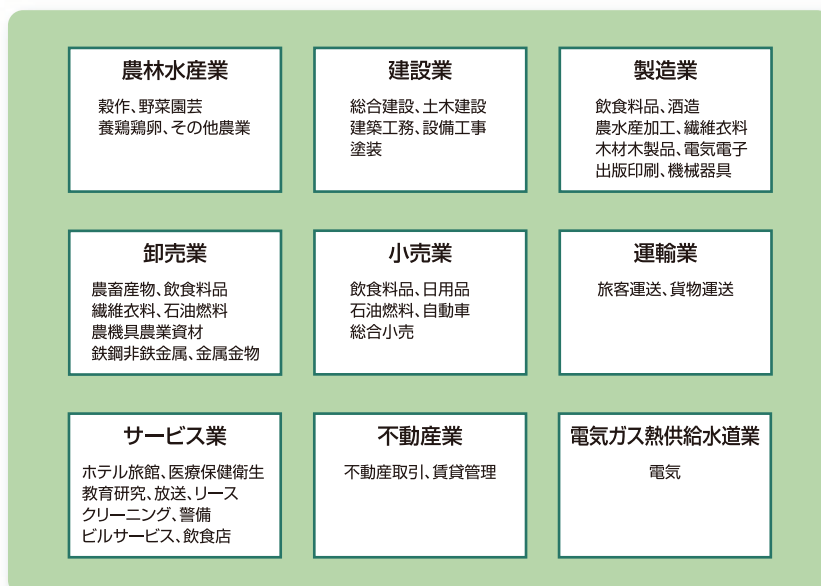 農林水産業
穀作、野菜園芸
養鶏鶏卵、その他農業
建設業
総合建設、土木建設
建築工務、設備工事
塗装
製造業
飲食料品、酒造
農水産加工、繊維衣料
木材木製品、電気電子
出版印刷、機械器具
卸売業
農畜産物、飲食料品
繊維衣料、石油燃料
農機具農業資材
鉄鋼非鉄金属、金属金物
小売業
飲食料品、日用品
石油燃料、自動車
総合小売
運輸業
旅客運送、貨物運送
サービス業
ホテル旅館、医療保健衛生
教育研究、放送、リース
クリーニング、警備
ビルサービス、飲食店
不動産業
不動産取引、賃貸管理
電気ガス熱供給水道業
電気